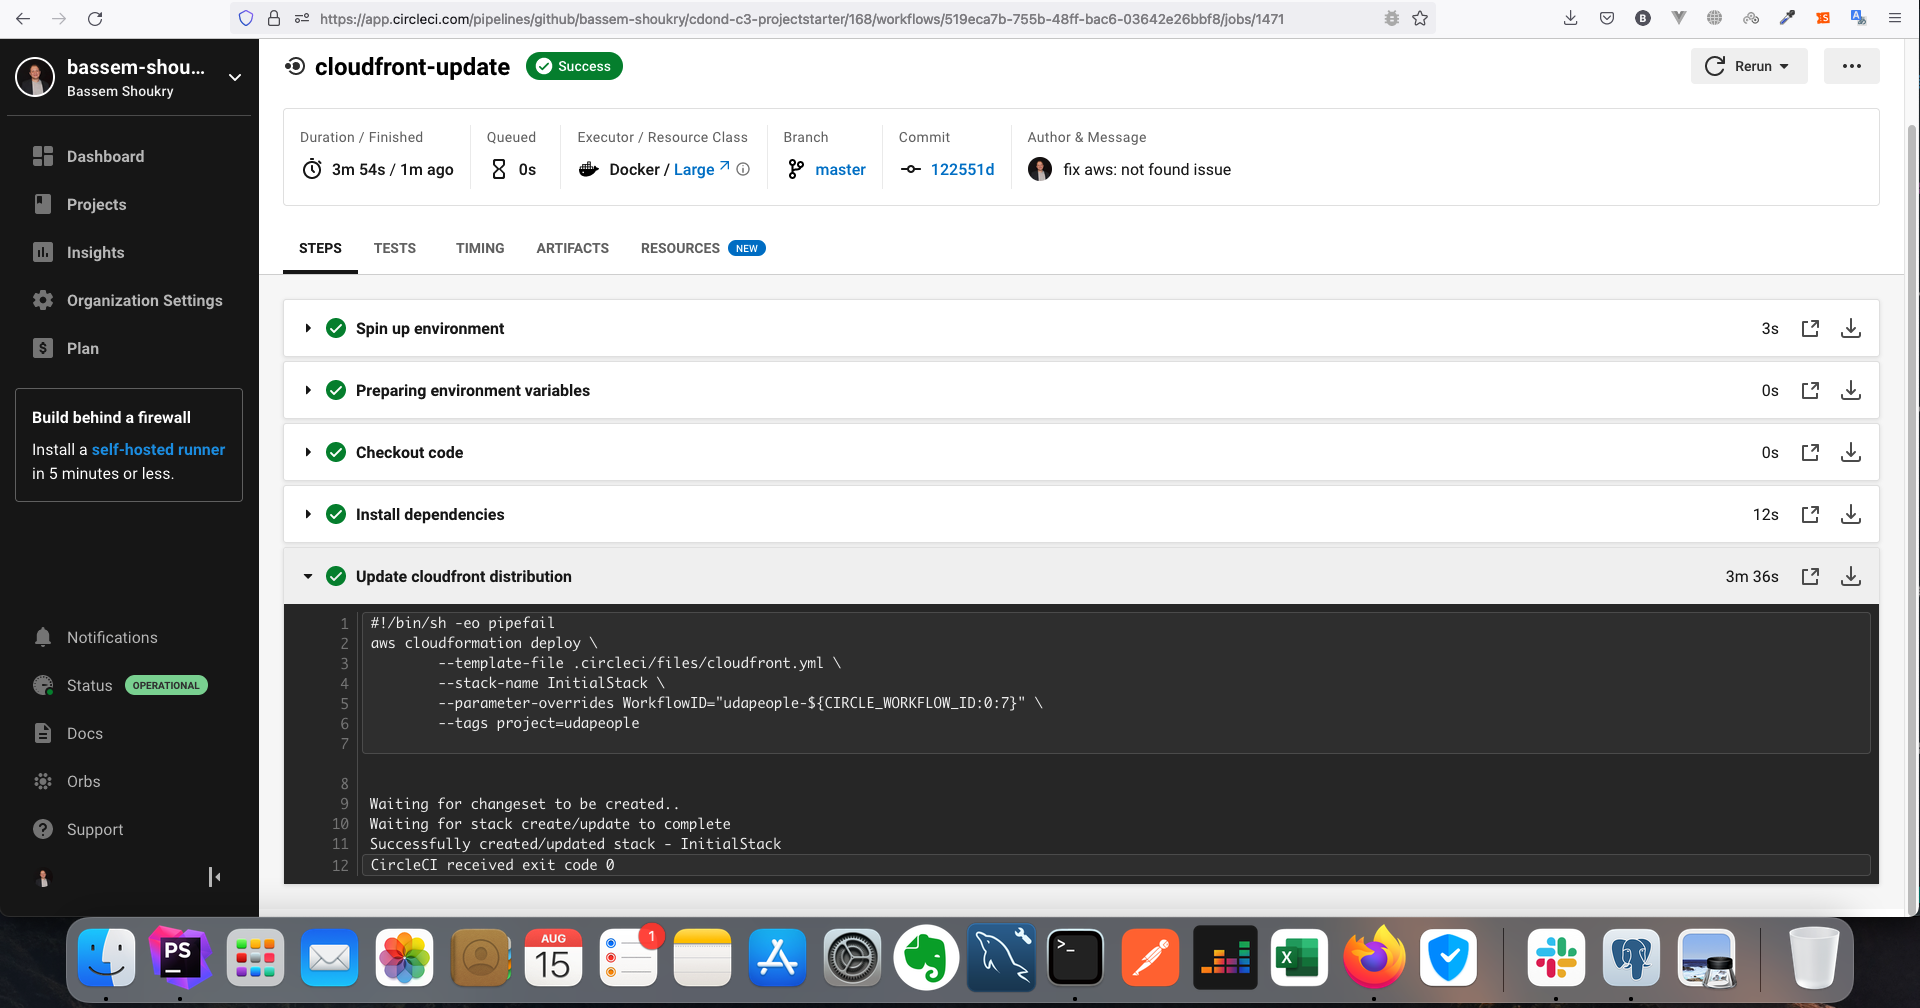 https://app.circleci.com/pipelines/github/bassem-shoukry/cdond-c3-projectstarter/168/workflows/519eca7b-755b-48ff-bac6-03642e26bbf8/jobs/1471
bassem-shou...
Bassem Shoukry
Dashboard
Projects
Insights
Organization Settings
Plan
Build behind a firewall
Install a self-hosted runner
in 5 minutes or less.
Notifications
Status OPERATIONAL
Docs
Orbs
Support
cloudfront-update Success
Rerun
Duration / Finished
3m 54s / 1m ago
Queued
0s
Executor / Resource Class
Docker / Large
Branch
master
Commit
122551d
Author & Message
fix aws: not found issue
STEPS TESTS TIMING ARTIFACTS RESOURCES NEW
Spin up environment 3s
Preparing environment variables 0s
Checkout code 0s
Install dependencies 12s
Update cloudfront distribution 3m 36s
1 #!/bin/sh -eo pipefail
2 aws cloudformation deploy \
3 --template-file .circleci/files/cloudfront.yml \
4 --stack-name InitialStack \
5 --parameter-overrides WorkflowID="udapeople-${CIRCLE_WORKFLOW_ID:0:7}" \
6 --tags project=udapeople
7
8
9 Waiting for changeset to be created..
10 Waiting for stack create/update to complete
11 Successfully created/updated stack - InitialStack
12 CircleCI received exit code 0
PS
AUG
15
1